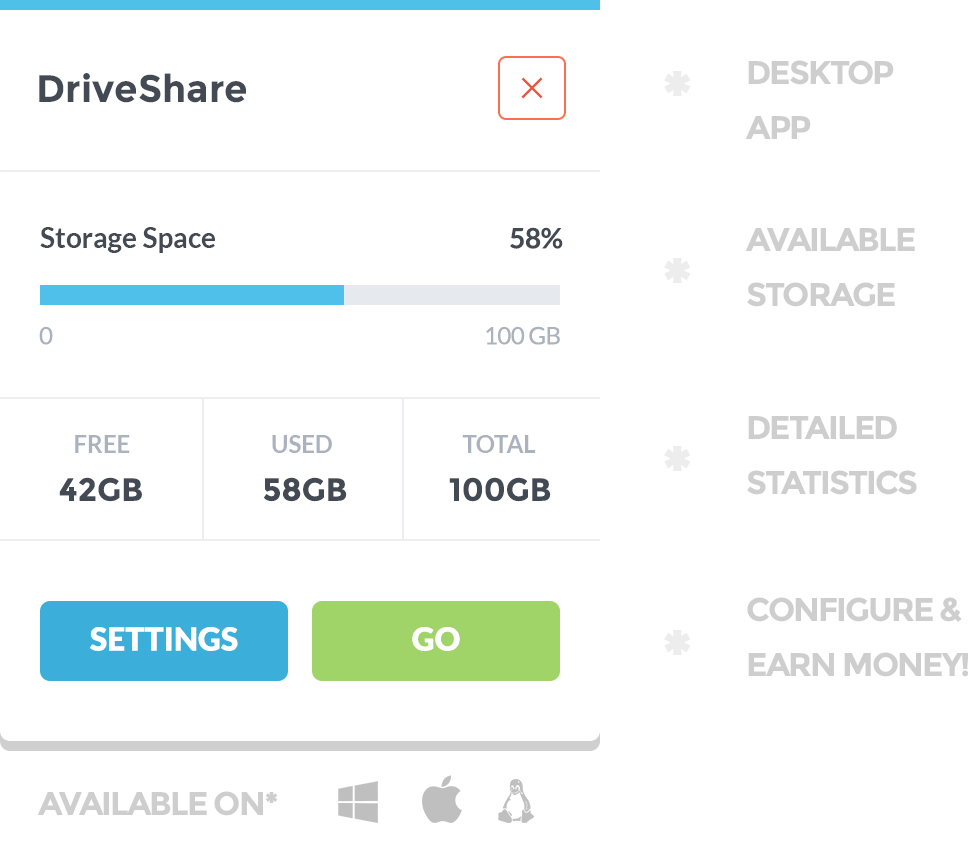 DriveShare
Storage Space 58%
0 100 GB
FREE USED TOTAL
42GB 58GB 100GB
SETTINGS GO
AVAILABLE ON*
* DESKTOP
APP
* AVAILABLE
STORAGE
* DETAILED
STATISTICS
* CONFIGURE &
EARN MONEY!